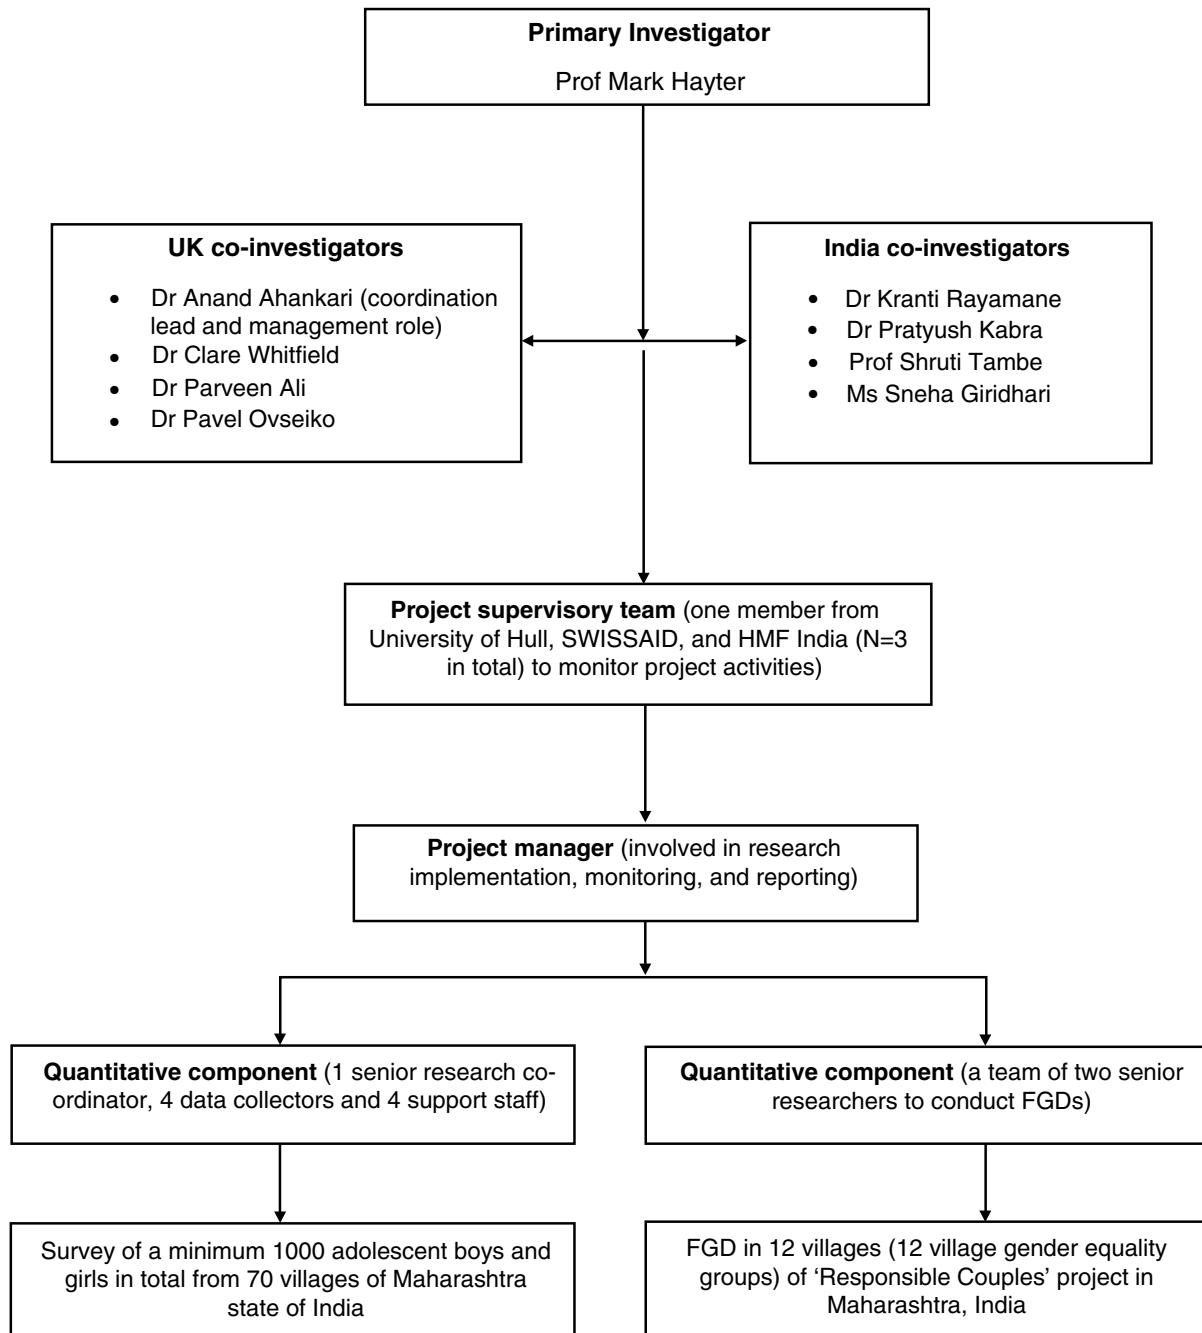 Primary Investigator
Prof Mark Hayter
UK co-investigators
• Dr Anand Ahankari (coordination
lead and management role)
• Dr Clare Whitfield
• Dr Parveen Ali
• Dr Pavel Ovseiko
India co-investigators
• Dr Kranti Rayamane
• Dr Pratyush Kabra
• Prof Shruti Tambe
• Ms Sneha Giridhari
Project supervisory team (one member from
University of Hull, SWISSAID, and HMF India (N=3
in total) to monitor project activities)
Project manager (involved in research
implementation, monitoring, and reporting)
Quantitative component (1 senior research co-
ordinator, 4 data collectors and 4 support staff)
Quantitative component (a team of two senior
researchers to conduct FGDs)
Survey of a minimum 1000 adolescent boys and
girls in total from 70 villages of Maharashtra
state of India
FGD in 12 villages (12 village gender equality
groups) of ‘Responsible Couples’ project in
Maharashtra, India